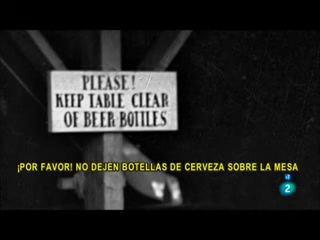 PLEASE!
KEEP TABLE CLEAR
OF BEER BOTTLES
¡POR FAVOR! NO DEJEN BOTELLAS DE CERVEZA SOBRE LA MESA
2